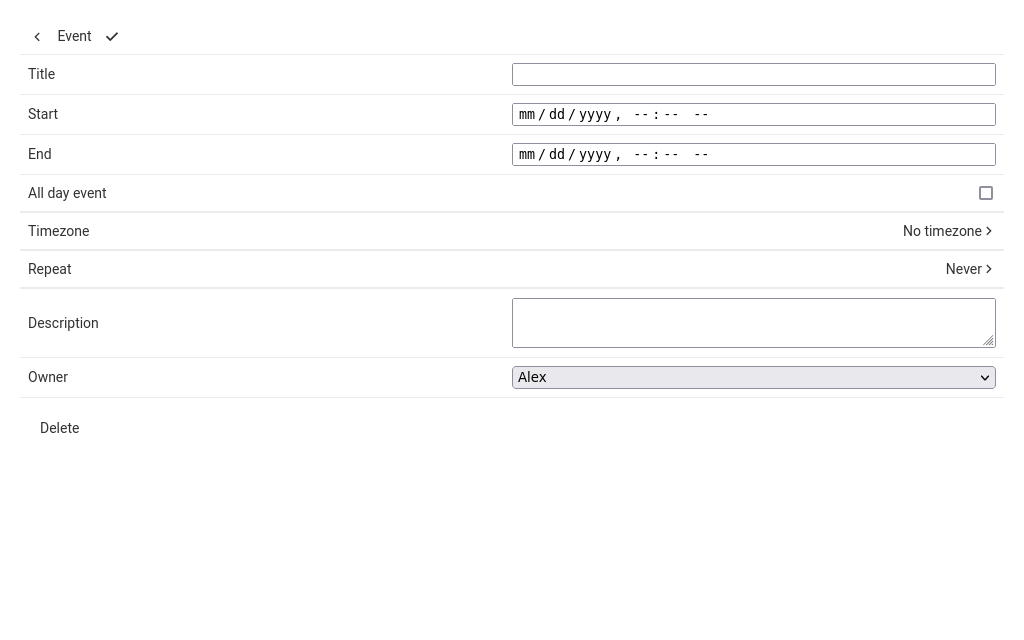 Event
Title
Start mm/dd/yyyy, --:-- --
End mm/dd/yyyy, --:-- --
All day event
Timezone No timezone
Repeat Never
Description
Owner Alex
Delete